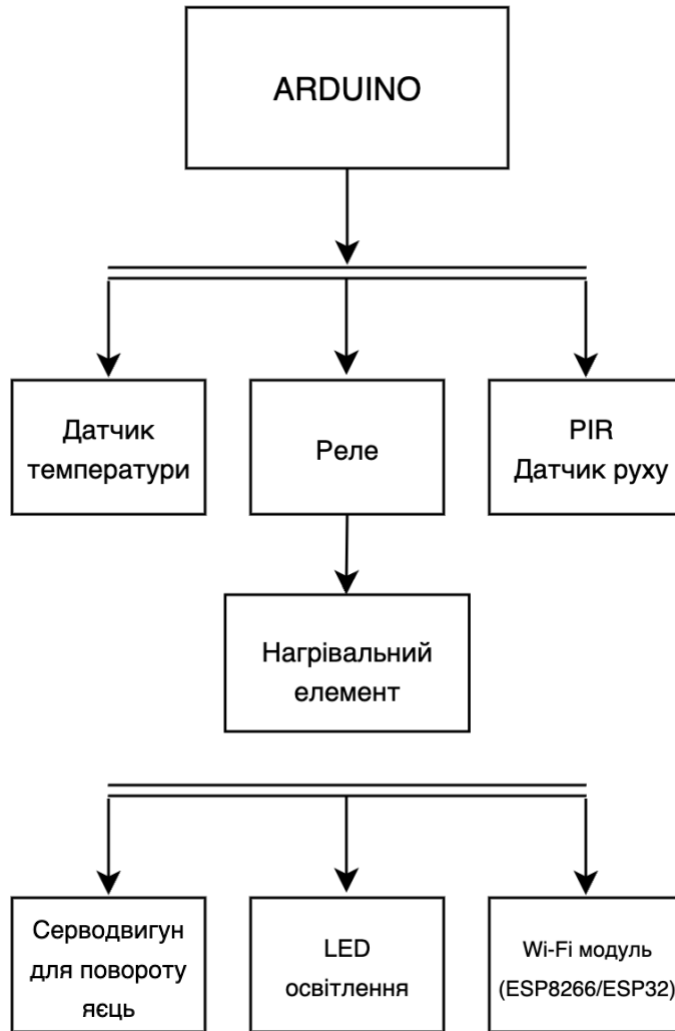 ARDUINO
Датчик
температури
Реле
PIR
Датчик руху
Нагрівальний
елемент
Серводвигун
для повороту
яєць
LED
освітлення
Wi-Fi модуль
(ESP8266/ESP32)